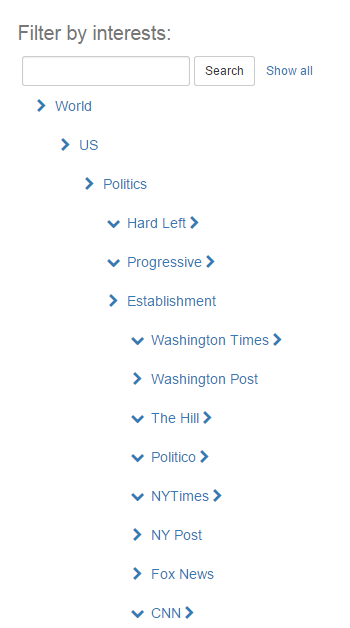 Filter by interests:
Search Show all
World
US
Politics
Hard Left
Progressive
Establishment
Washington Times
Washington Post
The Hill
Politico
NYTimes
NY Post
Fox News
CNN